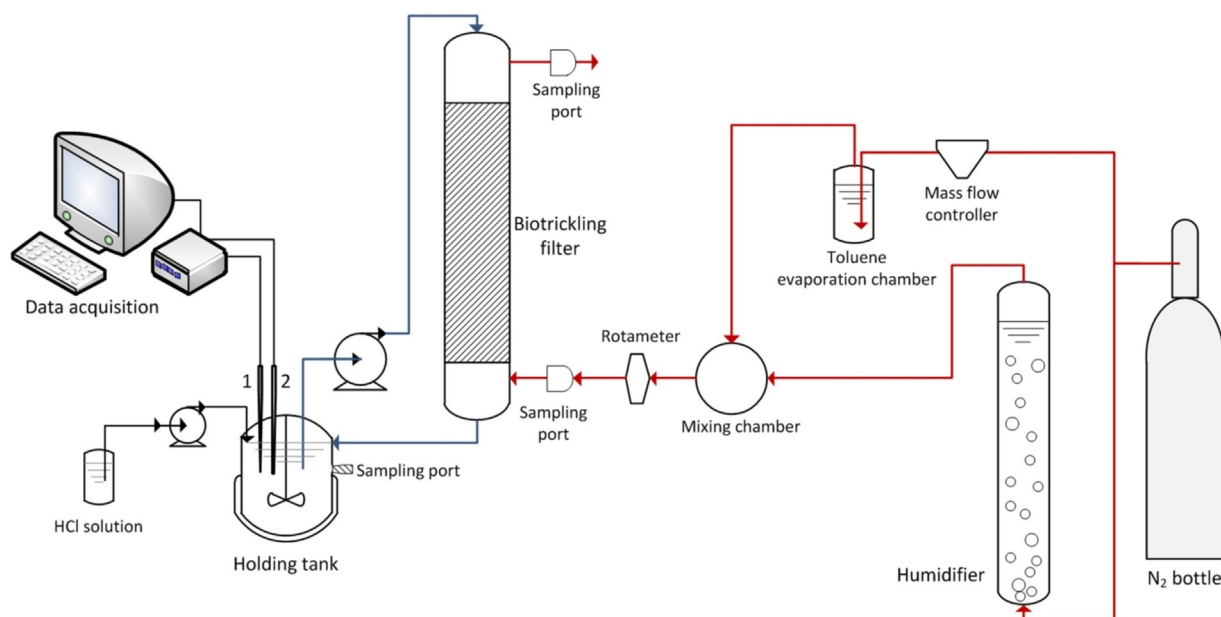 Sampling
port
Mass flow
controller
Biotrickling
filter
Toluene
evaporation chamber
Data acquisition
Rotameter
1
2
Sampling
port
Mixing chamber
Sampling port
HCl solution
Holding tank
Humidifier
N₂ bottle